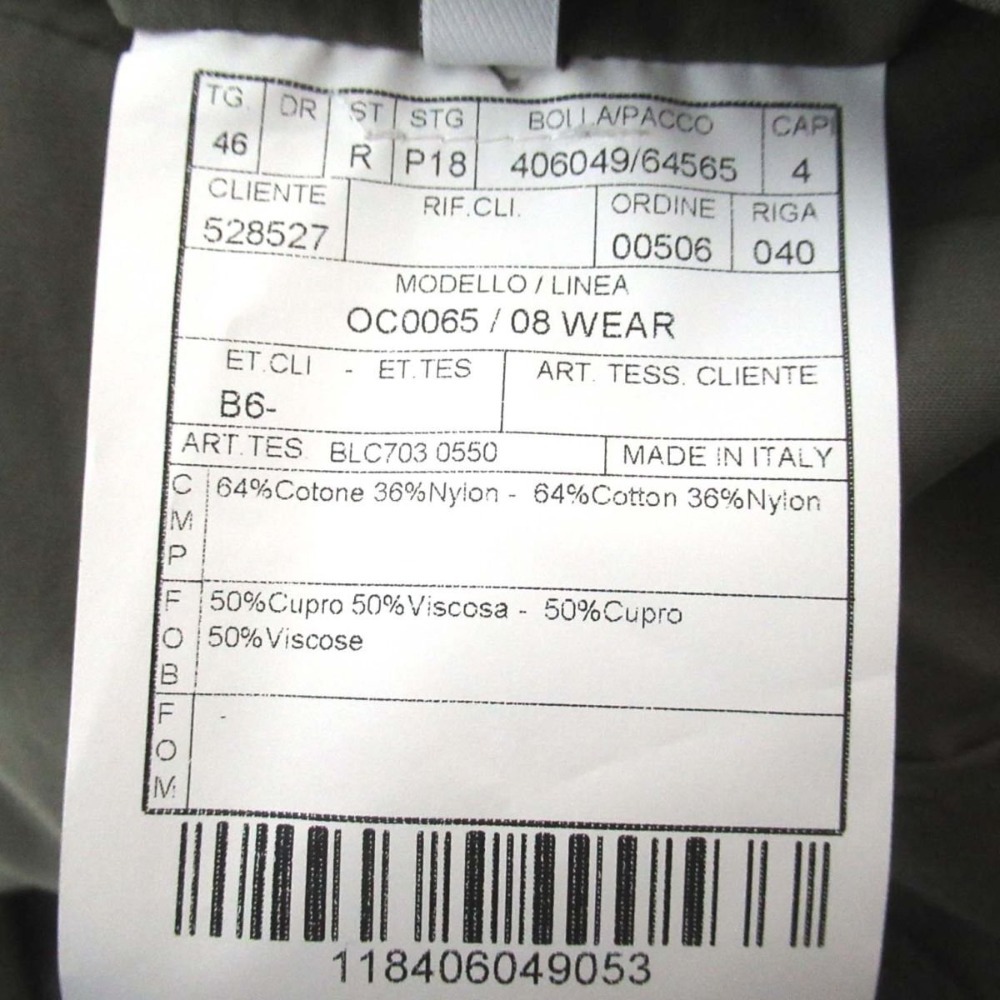 TG. DR ST STG BOLLA/PACCO CAPI
46 R P18 406049/64565 4
CLIENTE RIF.CLI. ORDINE RIGA
528527 00506 040
MODELLO / LINEA
OC0065 / 08 WEAR
ET.CLI - ET.TES ART. TESS. CLIENTE
B6-
ART.TES. BLC703 0550 MADE IN ITALY
CMP 64%Cotone 36%Nylon - 64%Cotton 36%Nylon
FOB 50%Cupro 50%Viscosa - 50%Cupro
50%Viscose
FOM -
118406049053